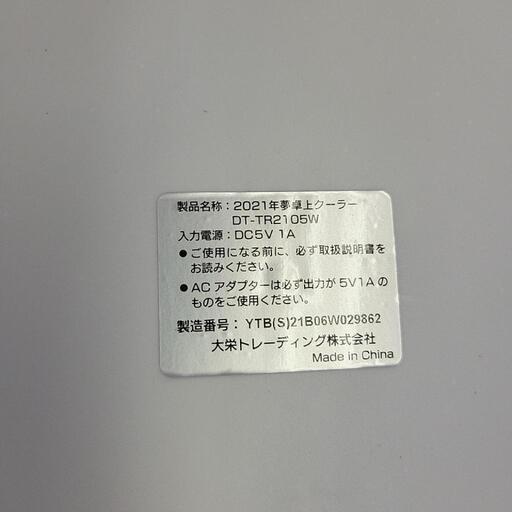 製品名称：2021年夢卓上クーラー
DT-TR2105W
入力電源：DC5V 1A
●ご使用になる前に、必ず取扱説明書を
お読みください。
●ACアダプターは必ず出力が5V1Aの
ものをご使用ください。
製造番号：YTB(S)21B06W029862
大栄トレーディング株式会社
Made in China